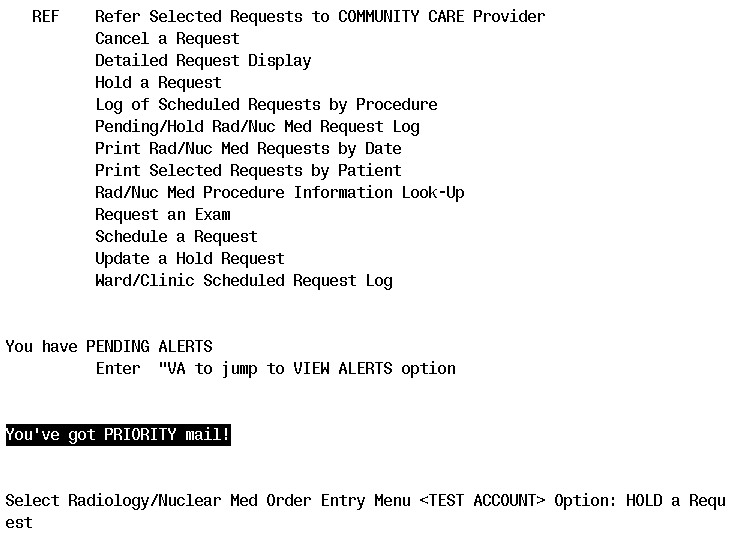 REF Refer Selected Requests to COMMUNITY CARE Provider
Cancel a Request
Detailed Request Display
Hold a Request
Log of Scheduled Requests by Procedure
Pending/Hold Rad/Nuc Med Request Log
Print Rad/Nuc Med Requests by Date
Print Selected Requests by Patient
Rad/Nuc Med Procedure Information Look-Up
Request an Exam
Schedule a Request
Update a Hold Request
Ward/Clinic Scheduled Request Log
You have PENDING ALERTS
Enter "VA to jump to VIEW ALERTS option
You've got PRIORITY mail!
Select Radiology/Nuclear Med Order Entry Menu <TEST ACCOUNT> Option: HOLD a Requ
est